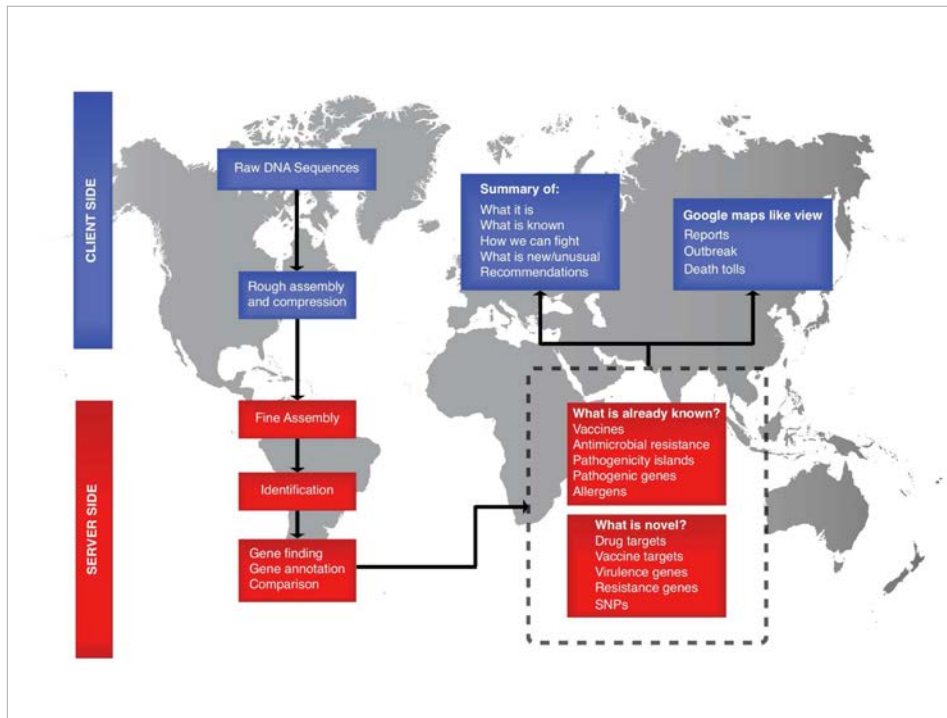 CLIENT SIDE
Raw DNA Sequences
Rough assembly
and compression
Summary of:
What it is
What is known
How we can fight
What is new/unusual
Recommendations
Google maps like view
Reports
Outbreak
Death tolls
SERVER SIDE
Fine Assembly
Identification
Gene finding
Gene annotation
Comparison
What is already known?
Vaccines
Antimicrobial resistance
Pathogenicity islands
Pathogenic genes
Allergens
What is novel?
Drug targets
Vaccine targets
Virulence genes
Resistance genes
SNPs